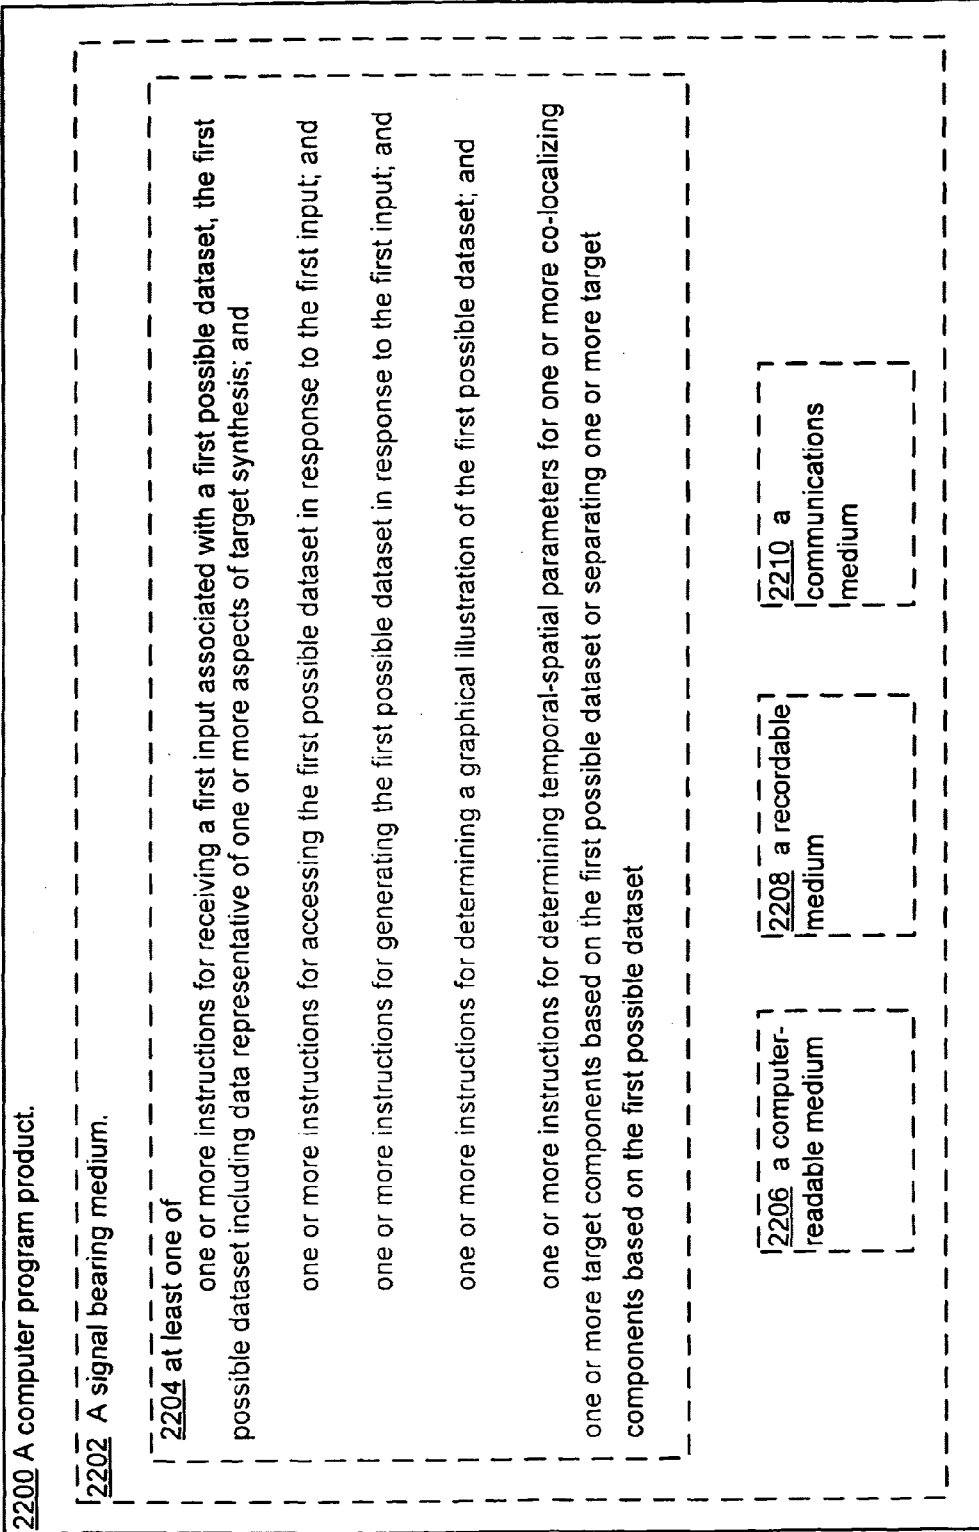 2200 A computer program product.
2202 A signal bearing medium.
2204 at least one of
one or more instructions for receiving a first input associated with a first possible dataset, the first
possible dataset including data representative of one or more aspects of target synthesis; and
one or more instructions for accessing the first possible dataset in response to the first input; and
one or more instructions for generating the first possible dataset in response to the first input; and
one or more instructions for determining a graphical illustration of the first possible dataset; and
one or more instructions for determining temporal-spatial parameters for one or more co-localizing
one or more target components based on the first possible dataset or separating one or more target
components based on the first possible dataset
2206 a computer-
readable medium
2208 a recordable
medium
2210 a
communications
medium